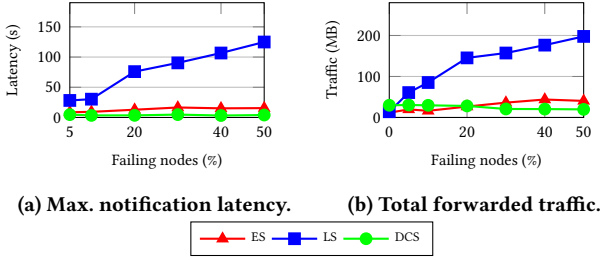 150
100
50
0
5
20
40
50
Latency (s)
Failing nodes (%)
200
100
0
0
20
40
50
Traffic (MB)
Failing nodes (%)
(a) Max. notification latency.
(b) Total forwarded traffic.
ES
LS
DCS